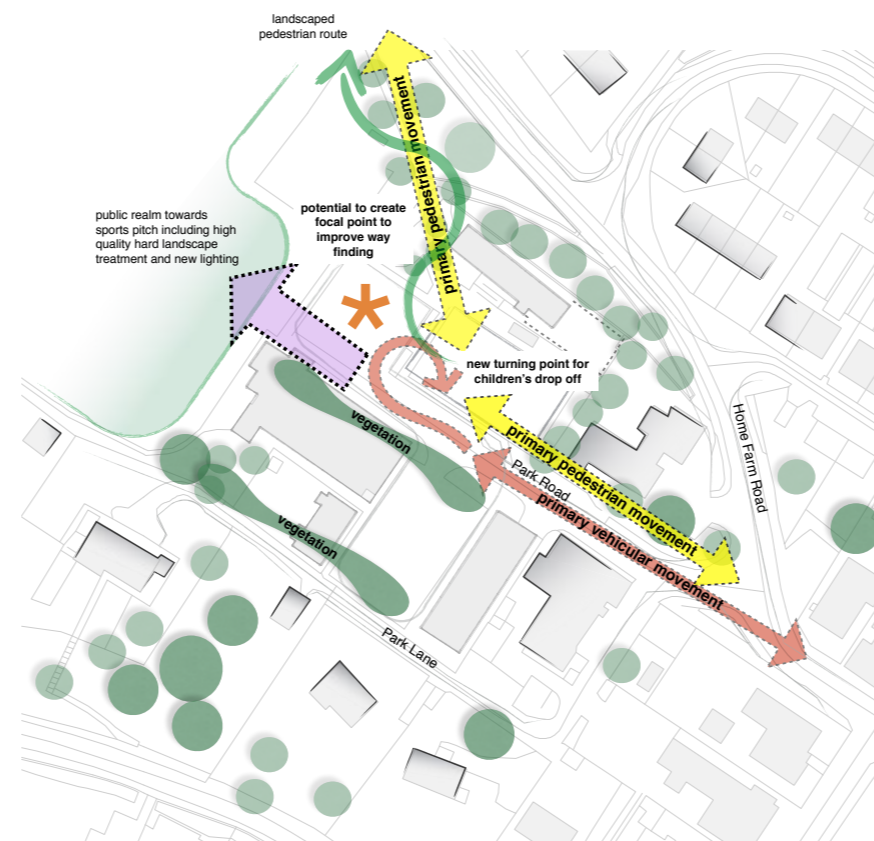 landscaped
pedestrian route
primary pedestrian movement
potential to create
focal point to
improve way
finding
public realm towards
sports pitch including high
quality hard landscape
treatment and new lighting
*
new turning point for
children's drop off
vegetation
primary pedestrian movement
Park Road
primary vehicular movement
Home Farm Road
vegetation
Park Lane